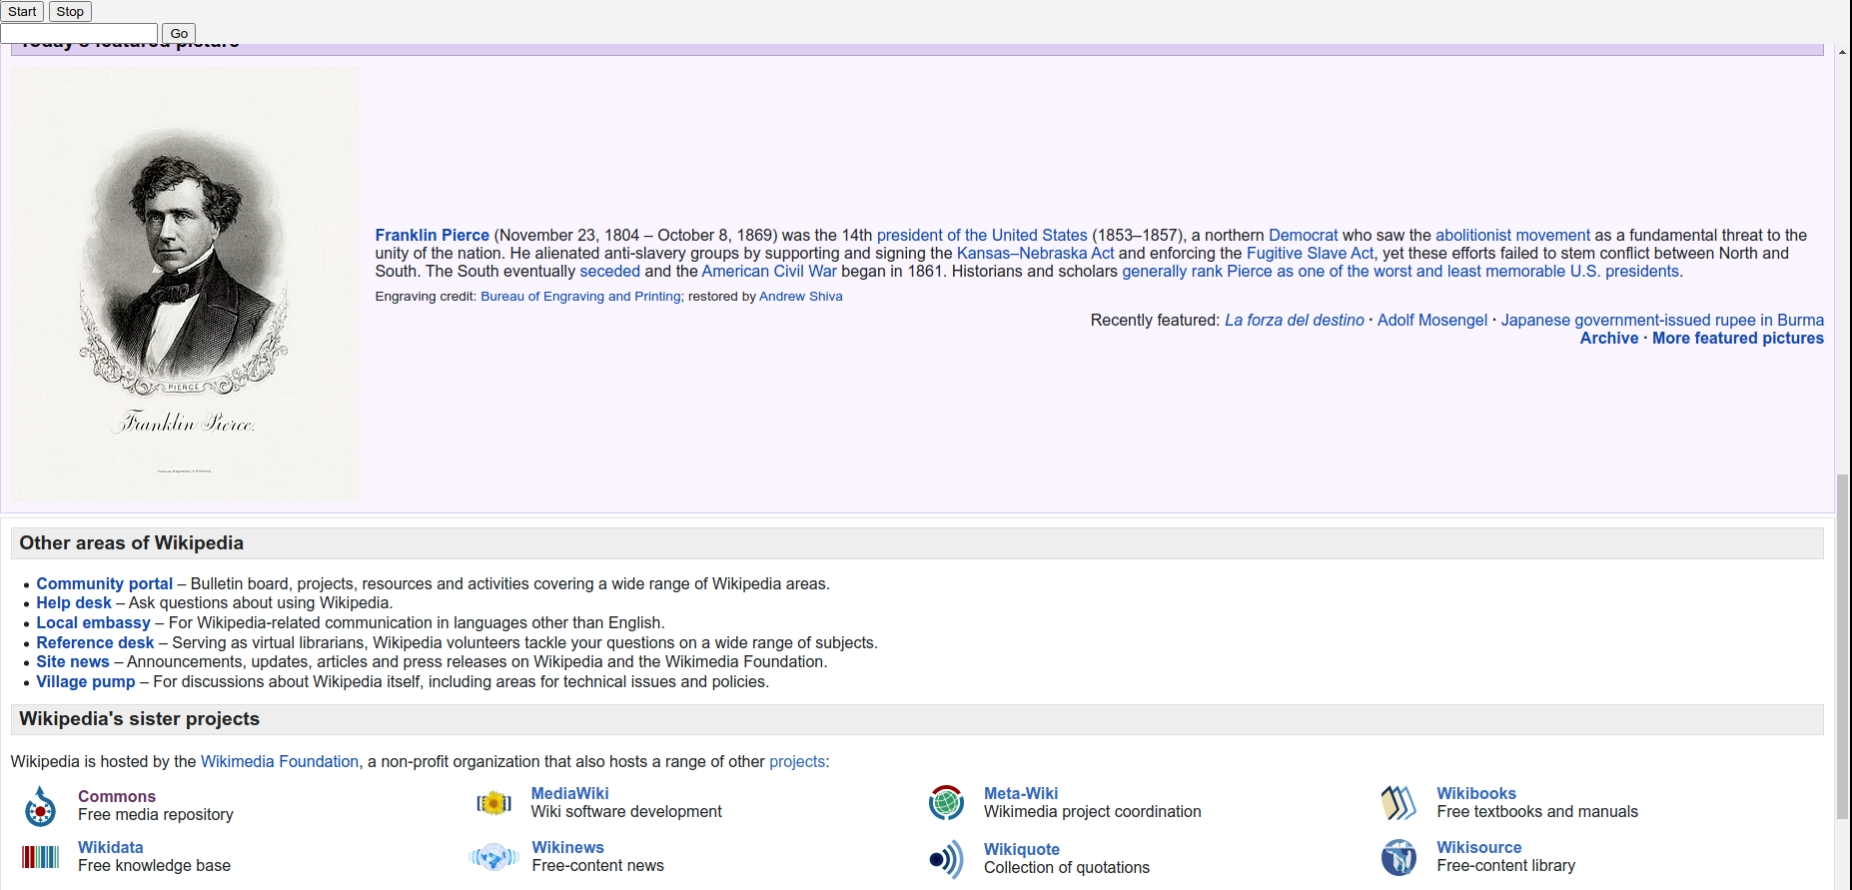 Start Stop
Go
Today's featured picture
Franklin Pierce (November 23, 1804 – October 8, 1869) was the 14th president of the United States (1853–1857), a northern Democrat who saw the abolitionist movement as a fundamental threat to the
unity of the nation. He alienated anti-slavery groups by supporting and signing the Kansas–Nebraska Act and enforcing the Fugitive Slave Act, yet these efforts failed to stem conflict between North and
South. The South eventually seceded and the American Civil War began in 1861. Historians and scholars generally rank Pierce as one of the worst and least memorable U.S. presidents.
Engraving credit: Bureau of Engraving and Printing; restored by Andrew Shiva
Recently featured: La forza del destino · Adolf Mosengel · Japanese government-issued rupee in Burma
Archive · More featured pictures
PIERCE
Franklin Pierce.
Other areas of Wikipedia
• Community portal – Bulletin board, projects, resources and activities covering a wide range of Wikipedia areas.
• Help desk – Ask questions about using Wikipedia.
• Local embassy – For Wikipedia-related communication in languages other than English.
• Reference desk – Serving as virtual librarians, Wikipedia volunteers tackle your questions on a wide range of subjects.
• Site news – Announcements, updates, articles and press releases on Wikipedia and the Wikimedia Foundation.
• Village pump – For discussions about Wikipedia itself, including areas for technical issues and policies.
Wikipedia's sister projects
Wikipedia is hosted by the Wikimedia Foundation, a non-profit organization that also hosts a range of other projects:
Commons
Free media repository
MediaWiki
Wiki software development
Meta-Wiki
Wikimedia project coordination
Wikibooks
Free textbooks and manuals
Wikidata
Free knowledge base
Wikinews
Free-content news
Wikiquote
Collection of quotations
Wikisource
Free-content library